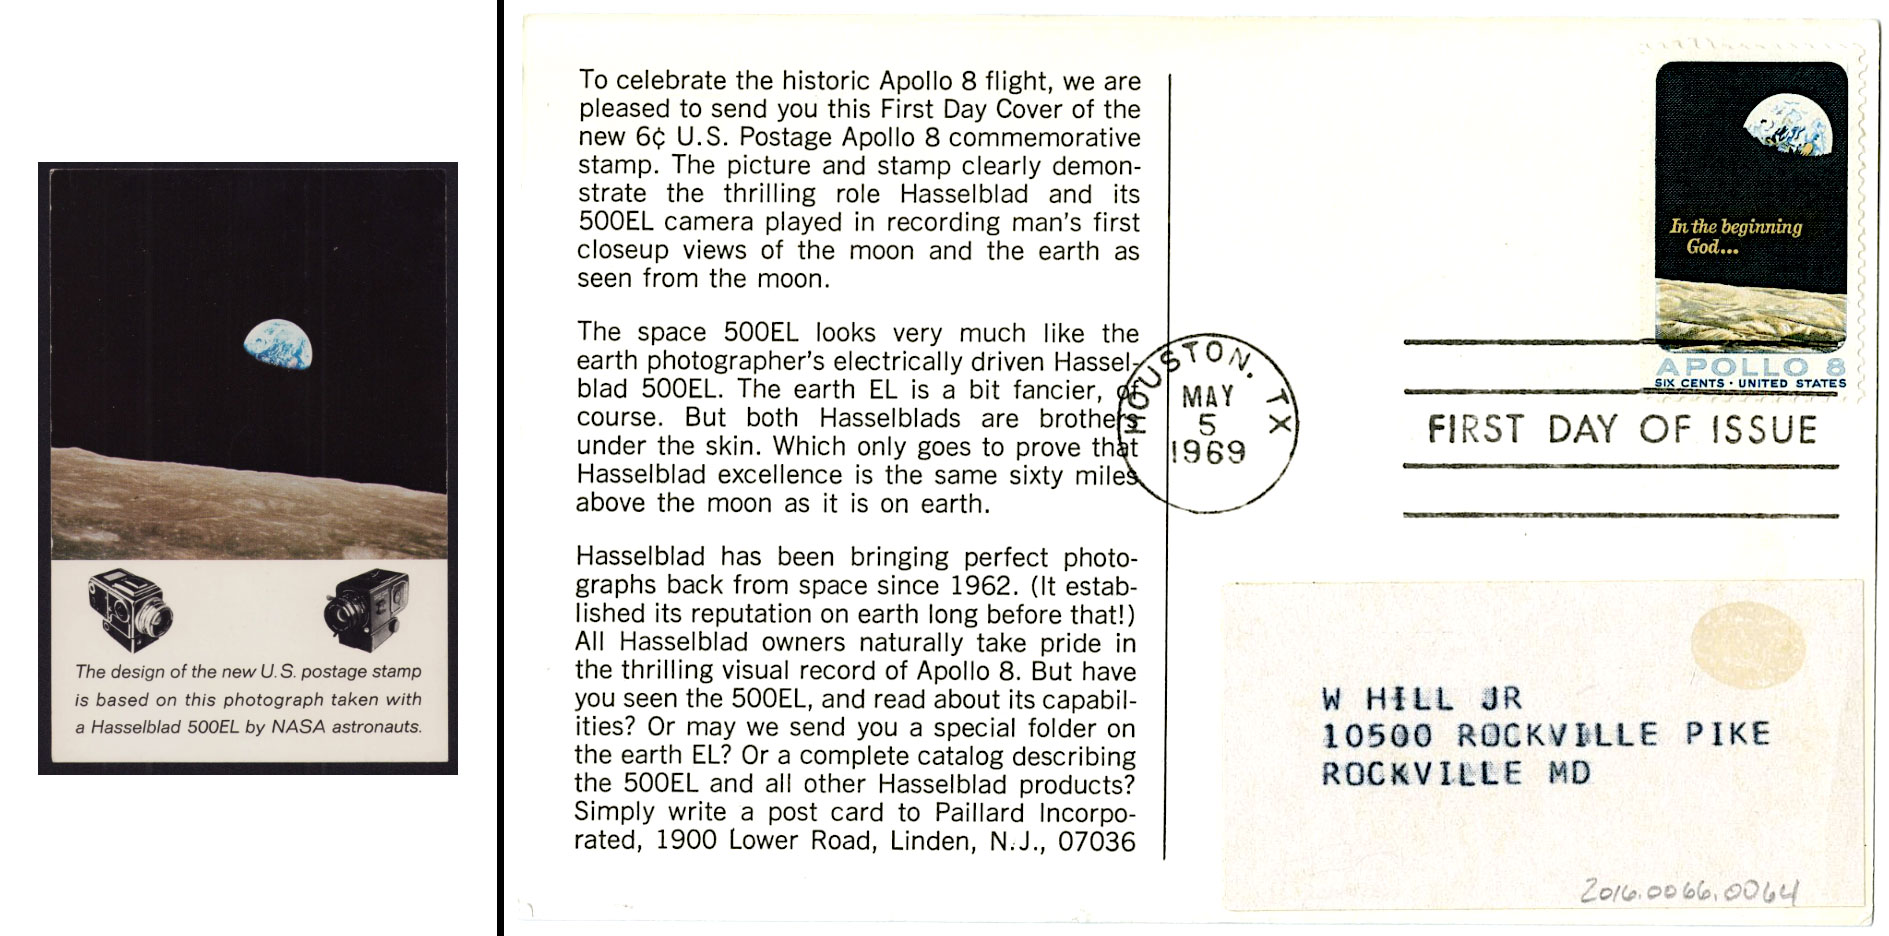 The design of the new U.S. postage stamp
is based on this photograph taken with
a Hasselblad 500EL by NASA astronauts.
To celebrate the historic Apollo 8 flight, we are
pleased to send you this First Day Cover of the
new 6¢ U.S. Postage Apollo 8 commemorative
stamp. The picture and stamp clearly demon-
strate the thrilling role Hasselblad and its
500EL camera played in recording man's first
closeup views of the moon and the earth as
seen from the moon.
The space 500EL looks very much like the
earth photographer's electrically driven Hassel-
blad 500EL. The earth EL is a bit fancier, of
course. But both Hasselblads are brothers
under the skin. Which only goes to prove that
Hasselblad excellence is the same sixty miles
above the moon as it is on earth.
Hasselblad has been bringing perfect photo-
graphs back from space since 1962. (It estab-
lished its reputation on earth long before that!)
All Hasselblad owners naturally take pride in
the thrilling visual record of Apollo 8. But have
you seen the 500EL, and read about its capabil-
ities? Or may we send you a special folder on
the earth EL? Or a complete catalog describing
the 500EL and all other Hasselblad products?
Simply write a post card to Paillard Incorpo-
rated, 1900 Lower Road, Linden, N.J., 07036
HOUSTON, TX
MAY
5
1969
In the beginning
God...
APOLLO 8
SIX CENTS · UNITED STATES
FIRST DAY OF ISSUE
W HILL JR
10500 ROCKVILLE PIKE
ROCKVILLE MD
2016.0066.0064